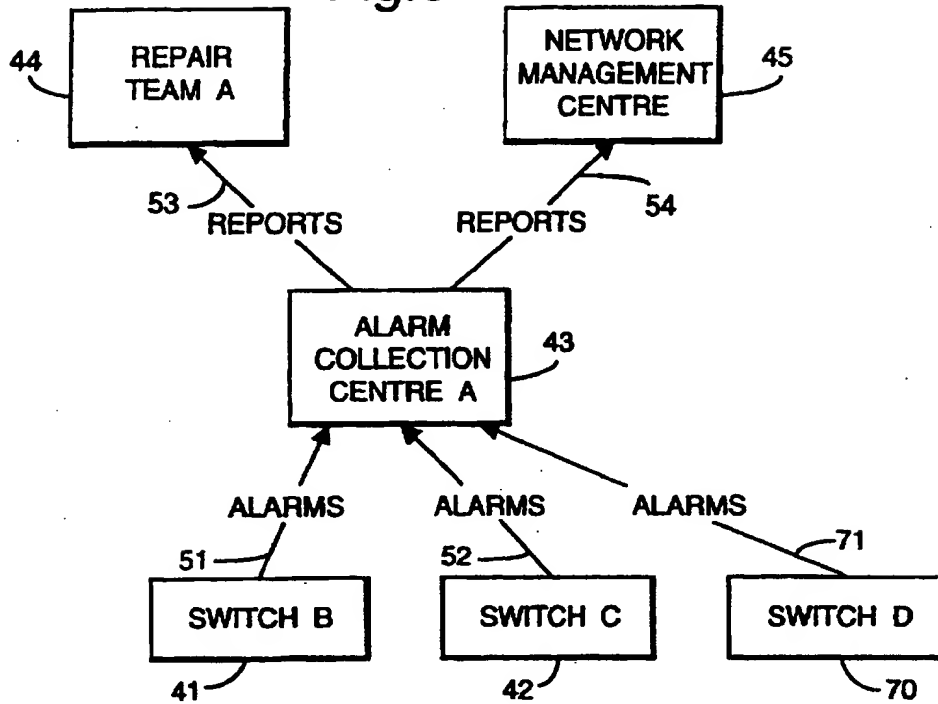 44
REPAIR
TEAM A
NETWORK
MANAGEMENT
CENTRE
45
53
REPORTS
REPORTS
54
ALARM
COLLECTION
CENTRE A
43
ALARMS
ALARMS
ALARMS
51
52
71
SWITCH B
SWITCH C
SWITCH D
41
42
70